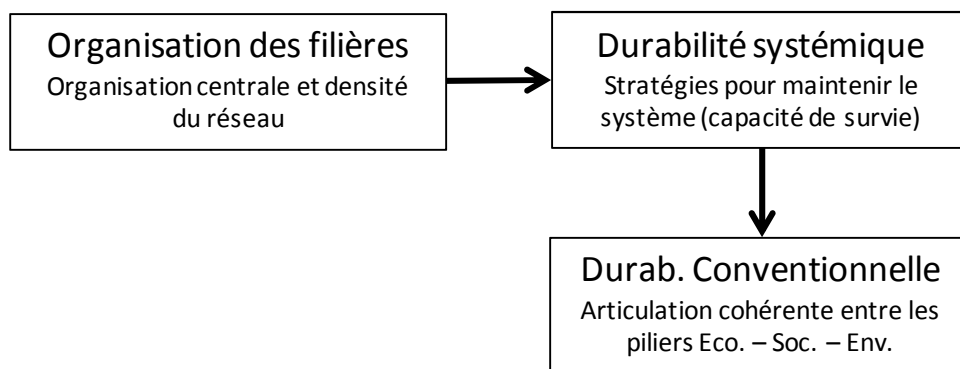 Organisation des filières
Organisation centrale et densité
du réseau
Durabilité systémique
Stratégies pour maintenir le
système (capacité de survie)
Durab. Conventionnelle
Articulation cohérente entre les
piliers Eco. – Soc. – Env.